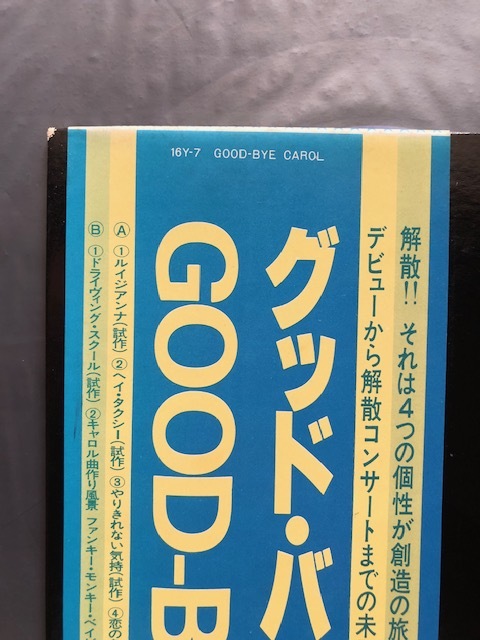 16Y-7 GOOD-BYE CAROL
解散!! それは4つの個性が創造の旅
デビューから解散コンサートまでの未
グッド・バ
GOOD-B
Ⓐ ①ルイジアンナ(試作) ②ヘイ・タクシー(試作) ③やりきれない気持(試作) ④恋の
Ⓑ ①ドライヴィング・スクール(試作) ②キャロル曲作り風景 ファンキー・モンキー・ベイ